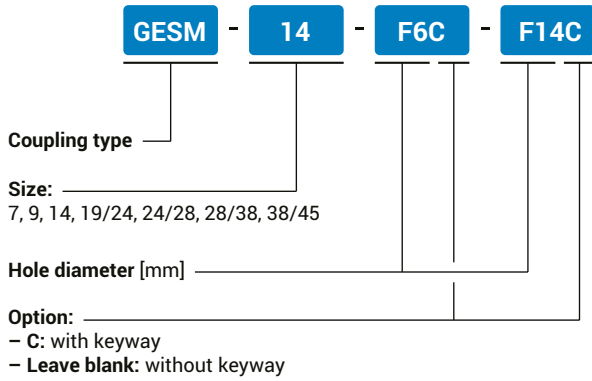 GESM - 14 - F6C - F14C
Coupling type
Size:
7, 9, 14, 19/24, 24/28, 28/38, 38/45
Hole diameter [mm]
Option:
– C: with keyway
– Leave blank: without keyway